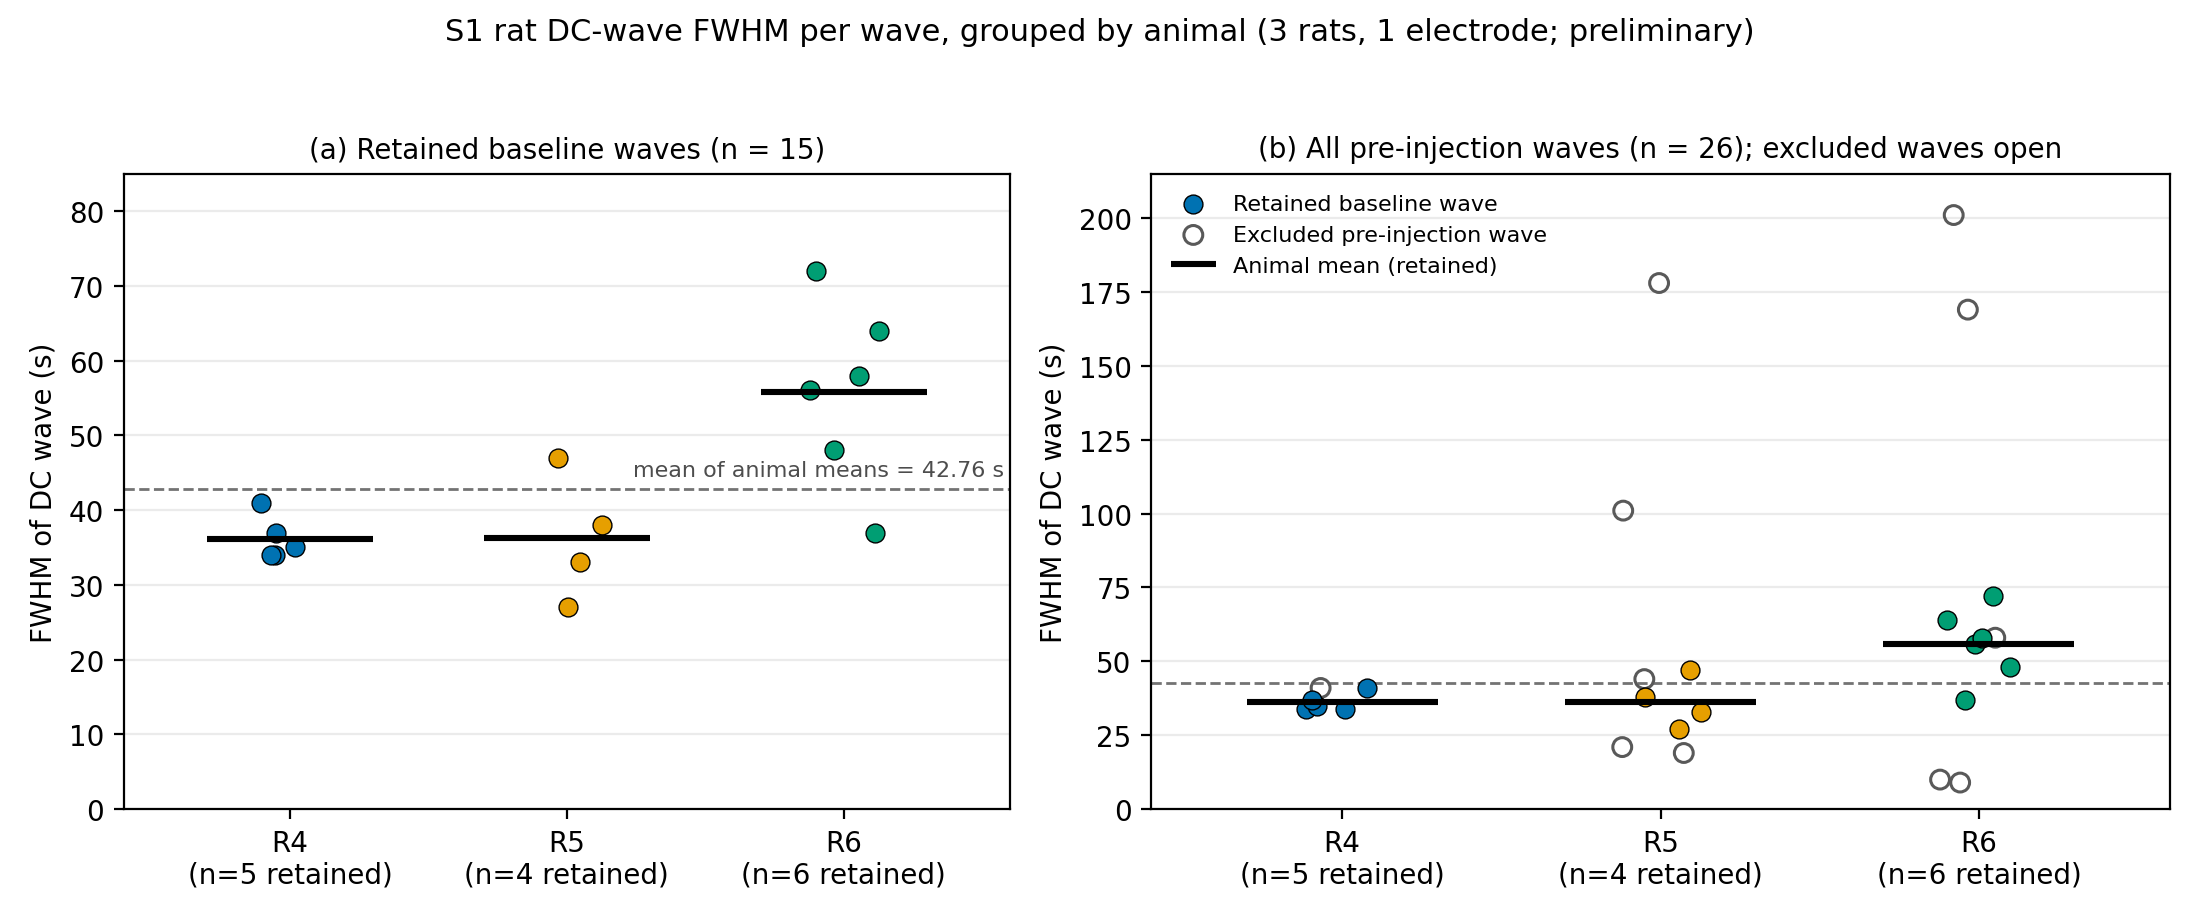 S1 rat DC-wave FWHM per wave, grouped by animal (3 rats, 1 electrode; preliminary)
(a) Retained baseline waves (n = 15)
FWHM of DC wave (s)
80
70
60
50
40
30
20
10
0
mean of animal means = 42.76 s
R4
(n=5 retained)
R5
(n=4 retained)
R6
(n=6 retained)
(b) All pre-injection waves (n = 26); excluded waves open
FWHM of DC wave (s)
200
175
150
125
100
75
50
25
0
Retained baseline wave
Excluded pre-injection wave
Animal mean (retained)
R4
(n=5 retained)
R5
(n=4 retained)
R6
(n=6 retained)